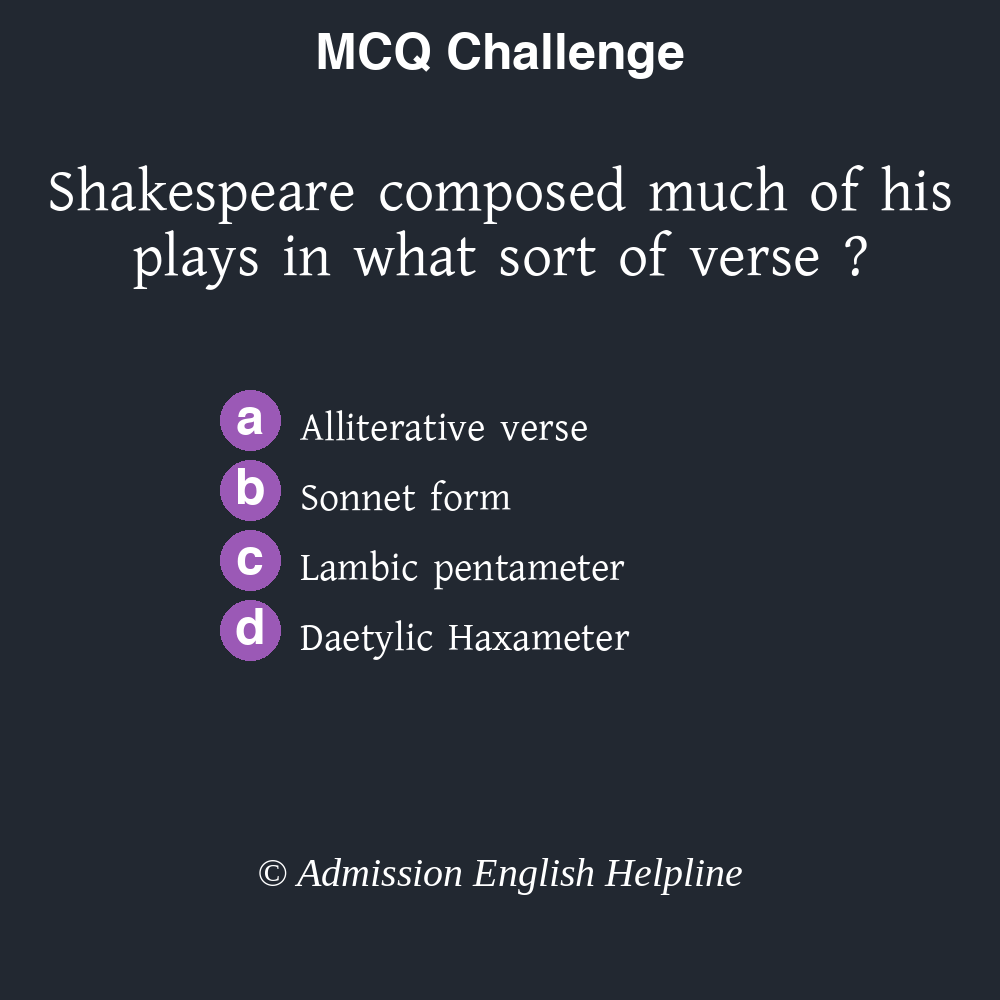 MCQ Challenge
Shakespeare composed much of his
plays in what sort of verse ?
a Alliterative verse
b Sonnet form
c Lambic pentameter
d Daetylic Haxameter
© Admission English Helpline